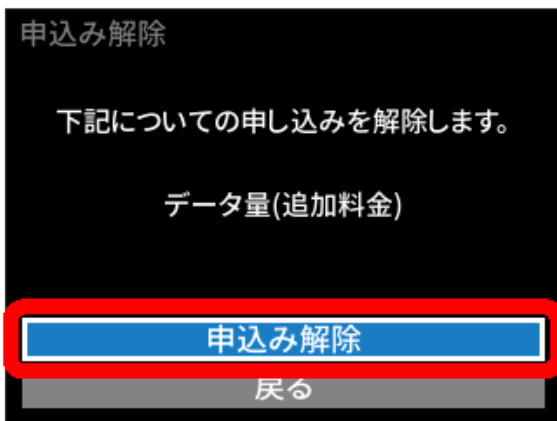 申込み解除
下記についての申し込みを解除します。
データ量(追加料金)
申込み解除
戻る